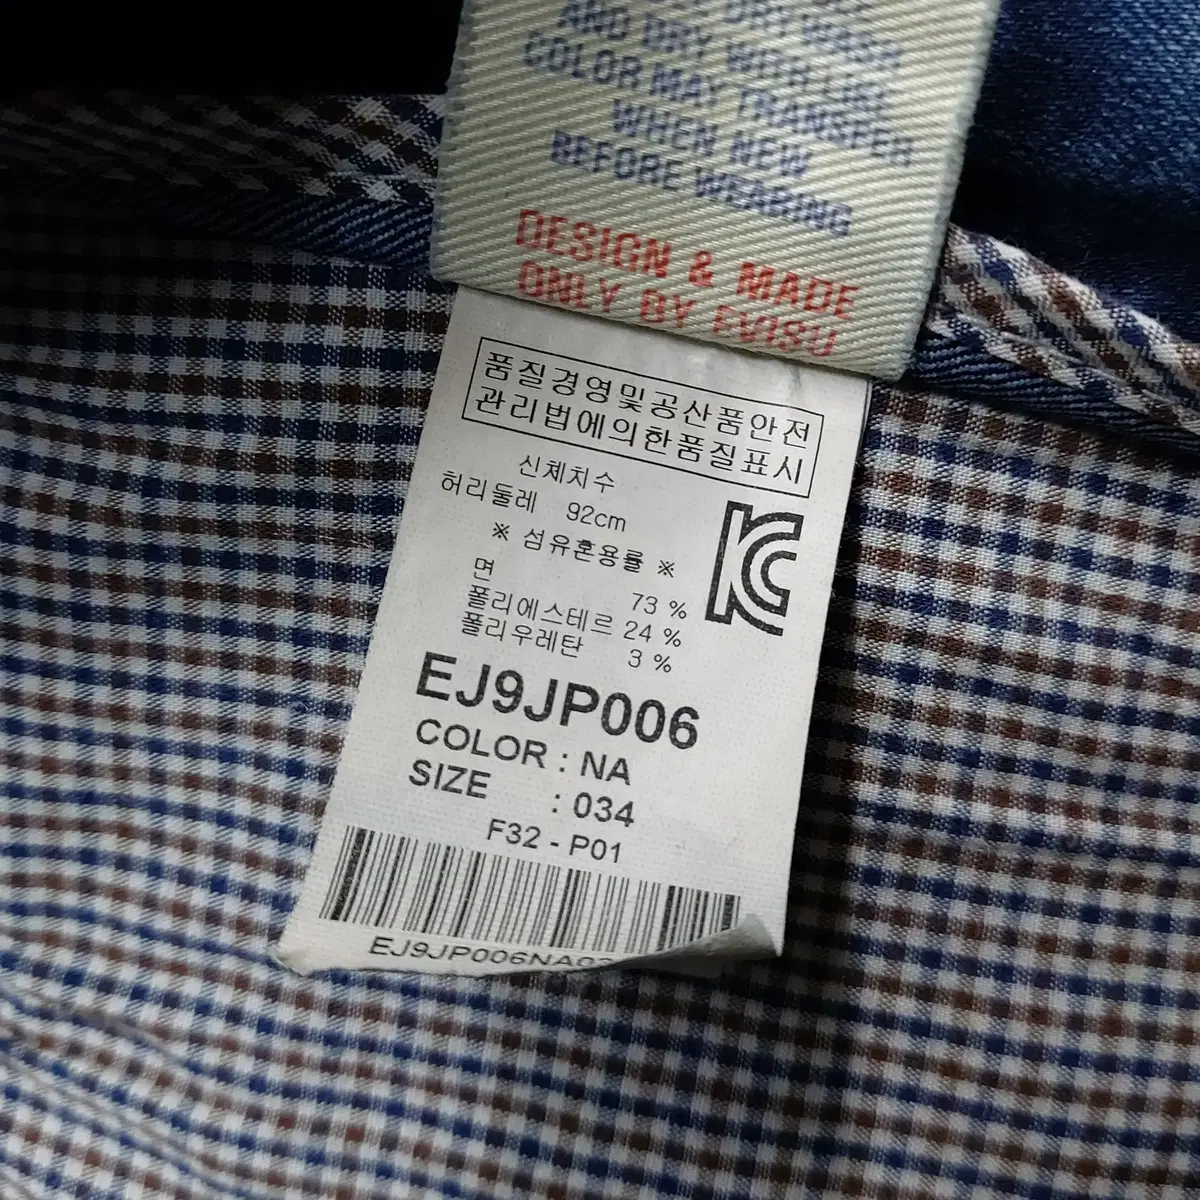 DRY WASH
AND DRY WITH LIKE
COLOR MAY TRANSFER
WHEN NEW
BEFORE WEARING
DESIGN & MADE
ONLY BY EVISU
품질경영및공산품안전
관리법에의한품질표시
신체치수
허리둘레 92cm
※ 섬유혼용률 ※
면 73 %
폴리에스테르 24 %
폴리우레탄 3 %
EJ9JP006
COLOR : NA
SIZE : 034
F32 - P01
EJ9JP006NA03